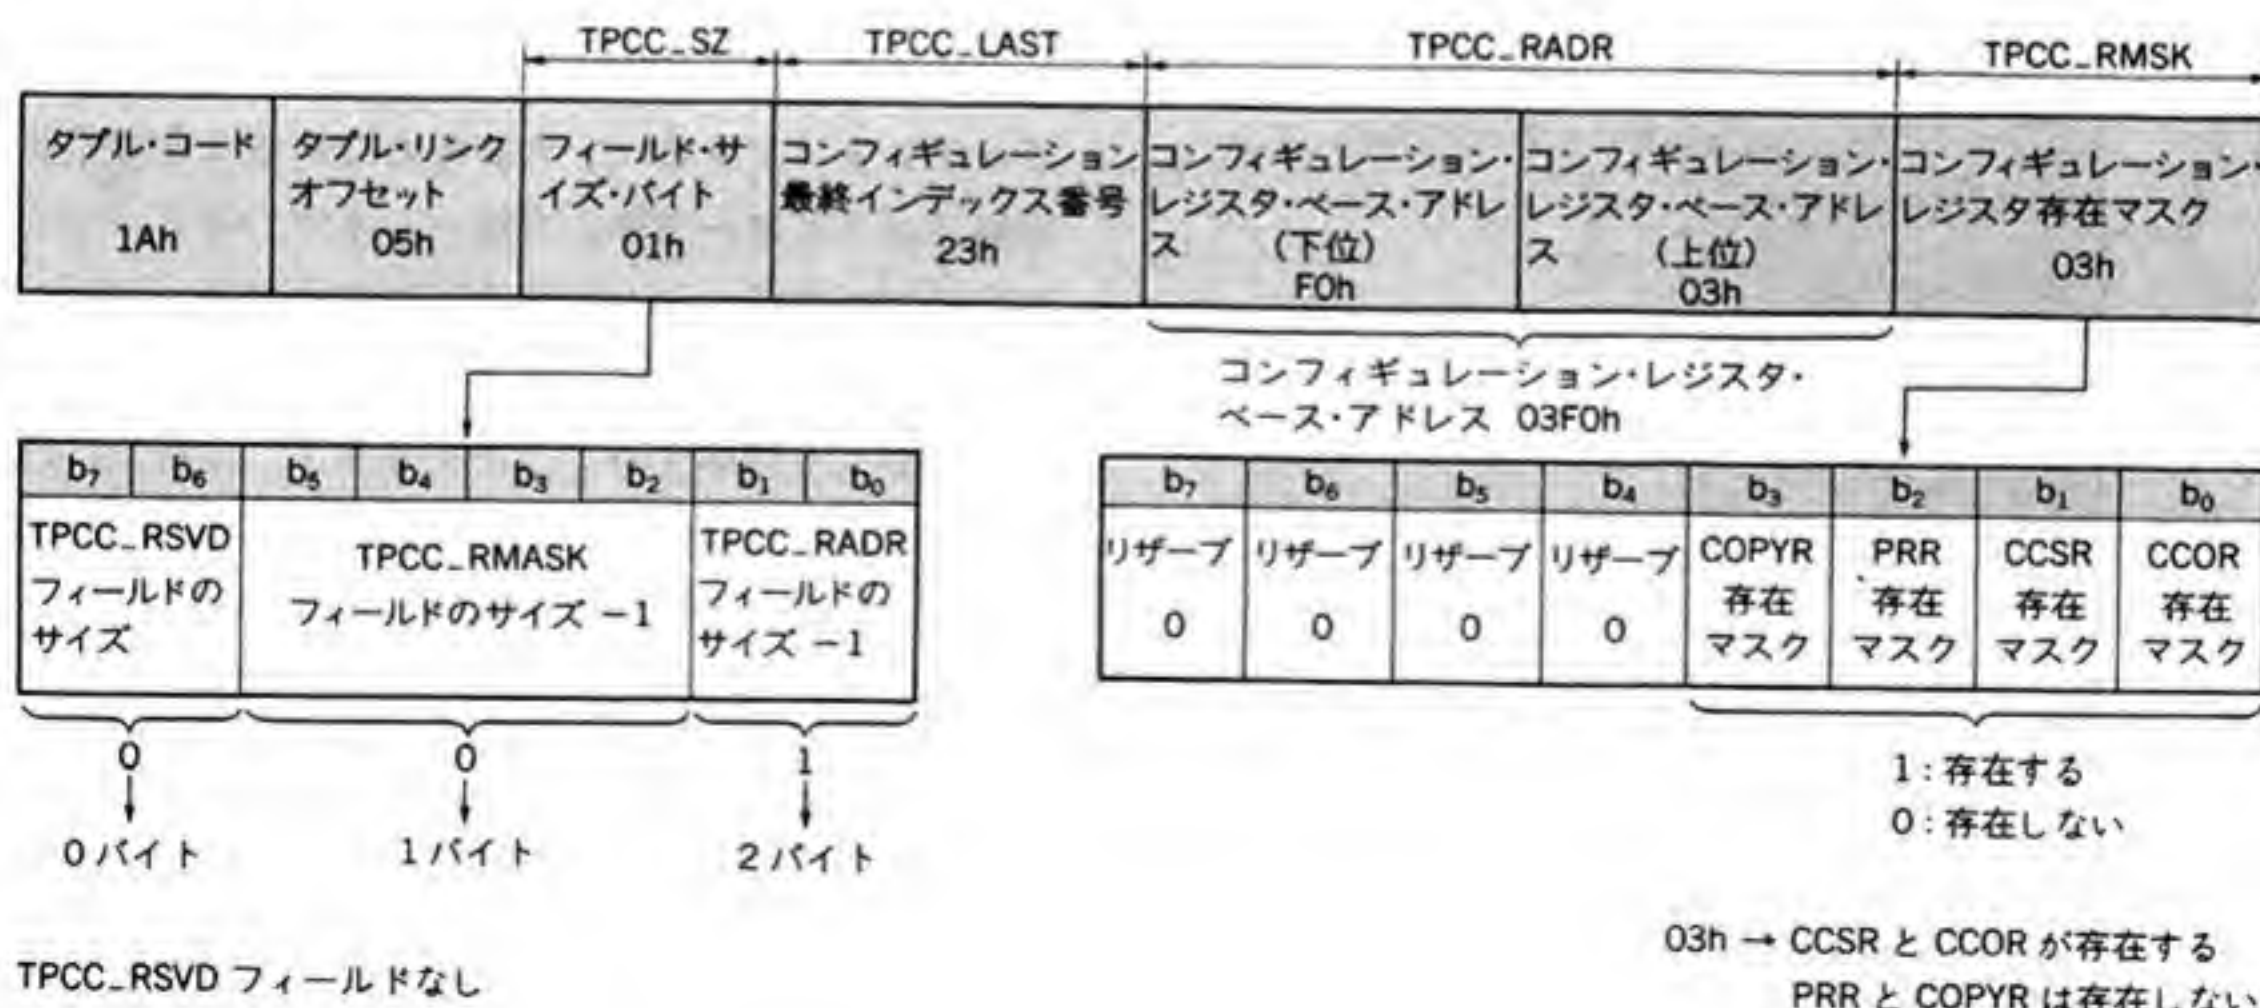 TPCC_SZ
TPCC_LAST
TPCC_RADR
TPCC_RMSK
タプル・コード
1Ah
タプル・リンク
オフセット
05h
フィールド・サ
イズ・バイト
01h
コンフィギュレーション
最終インデックス番号
23h
コンフィギュレーション・
レジスタ・ベース・アドレ
ス (下位)
F0h
コンフィギュレーション・
レジスタ・ベース・アドレ
ス (上位)
03h
コンフィギュレーション・
レジスタ存在マスク
03h
コンフィギュレーション・レジスタ・
ベース・アドレス 03F0h
b7 b6 b5 b4 b3 b2 b1 b0
TPCC_RSVD
フィールドの
サイズ
TPCC_RMASK
フィールドのサイズ −1
TPCC_RADR
フィールドの
サイズ −1
0 0 1
0バイト 1バイト 2バイト
TPCC_RSVD フィールドなし
b7 b6 b5 b4 b3 b2 b1 b0
リザーブ
0
リザーブ
0
リザーブ
0
リザーブ
0
COPYR
存在
マスク
PRR
存在
マスク
CCSR
存在
マスク
CCOR
存在
マスク
1:存在する
0:存在しない
03h → CCSR と CCOR が存在する
PRR と COPYR は存在しない